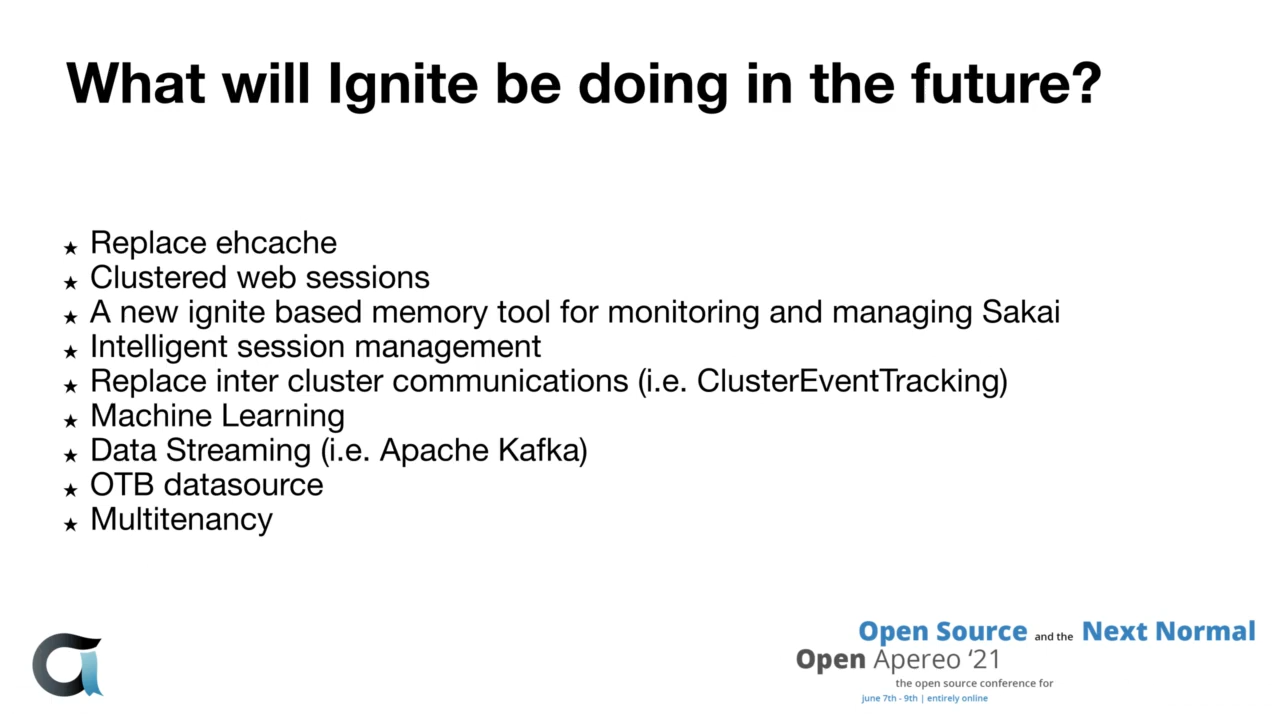 What will Ignite be doing in the future?
★ Replace ehcache
★ Clustered web sessions
★ A new ignite based memory tool for monitoring and managing Sakai
★ Intelligent session management
★ Replace inter cluster communications (i.e. ClusterEventTracking)
★ Machine Learning
★ Data Streaming (i.e. Apache Kafka)
★ OTB datasource
★ Multitenancy
Open Source and the Next Normal
Open Apereo ‘21
the open source conference for
june 7th - 9th | entirely online